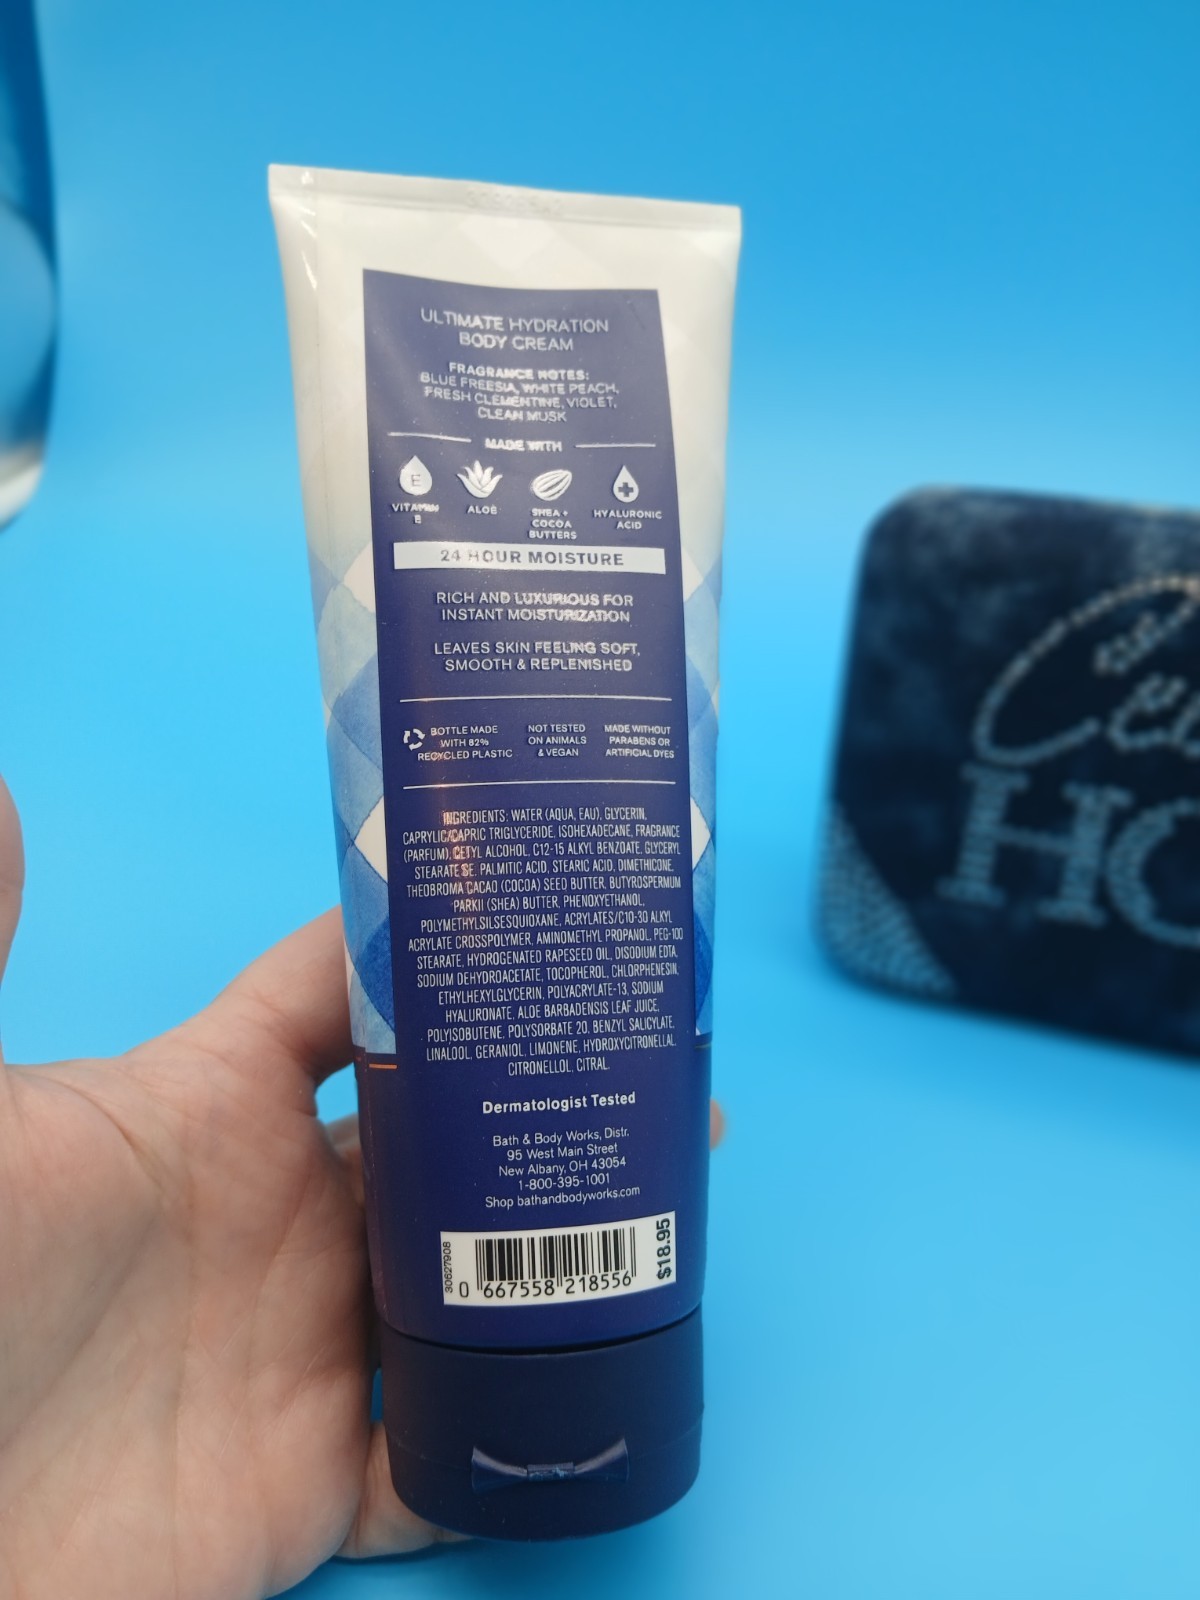 ULTIMATE HYDRATION
BODY CREAM
FRAGRANCE NOTES:
BLUE FREESIA, WHITE PEACH,
FRESH CLEMENTINE, VIOLET,
CLEAN MUSK
MADE WITH
E
VITAMIN
E
ALOE
SHEA +
COCOA
BUTTERS
HYALURONIC
ACID
24 HOUR MOISTURE
RICH AND LUXURIOUS FOR
INSTANT MOISTURIZATION
LEAVES SKIN FEELING SOFT,
SMOOTH & REPLENISHED
BOTTLE MADE
WITH 82%
RECYCLED PLASTIC
NOT TESTED
ON ANIMALS
& VEGAN
MADE WITHOUT
PARABENS OR
ARTIFICIAL DYES
INGREDIENTS: WATER (AQUA, EAU), GLYCERIN,
CAPRYLIC/CAPRIC TRIGLYCERIDE, ISOHEXADECANE, FRAGRANCE
(PARFUM), CETYL ALCOHOL, C12-15 ALKYL BENZOATE, GLYCERYL
STEARATE SE, PALMITIC ACID, STEARIC ACID, DIMETHICONE,
THEOBROMA CACAO (COCOA) SEED BUTTER, BUTYROSPERMUM
PARKII (SHEA) BUTTER, PHENOXYETHANOL,
POLYMETHYLSILSESQUIOXANE, ACRYLATES/C10-30 ALKYL
ACRYLATE CROSSPOLYMER, AMINOMETHYL PROPANOL, PEG-100
STEARATE, HYDROGENATED RAPESEED OIL, DISODIUM EDTA,
SODIUM DEHYDROACETATE, TOCOPHEROL, CHLORPHENESIN,
ETHYLHEXYLGLYCERIN, POLYACRYLATE-13, SODIUM
HYALURONATE, ALOE BARBADENSIS LEAF JUICE,
POLYISOBUTENE, POLYSORBATE 20, BENZYL SALICYLATE,
LINALOOL, GERANIOL, LIMONENE, HYDROXYCITRONELLAL,
CITRONELLOL, CITRAL.
Dermatologist Tested
Bath & Body Works, Distr.
95 West Main Street
New Albany, OH 43054
1-800-395-1001
Shop bathandbodyworks.com
30627908
0 667558 218556
$18.95